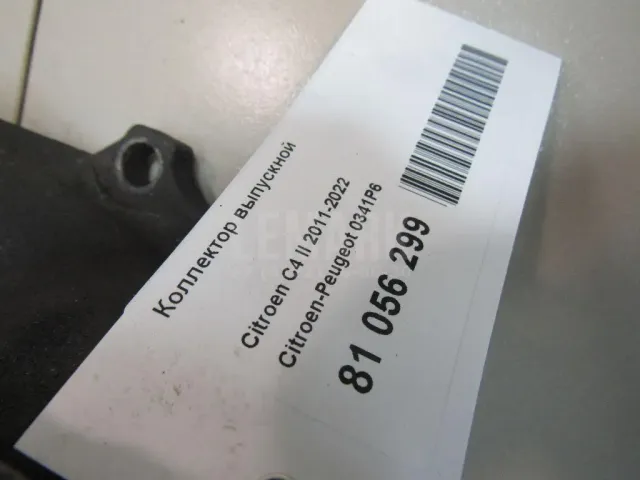 Коллектор выпускной
Citroen C4 II 2011-2022
Citroen-Peugeot 0341P6
81 056 299